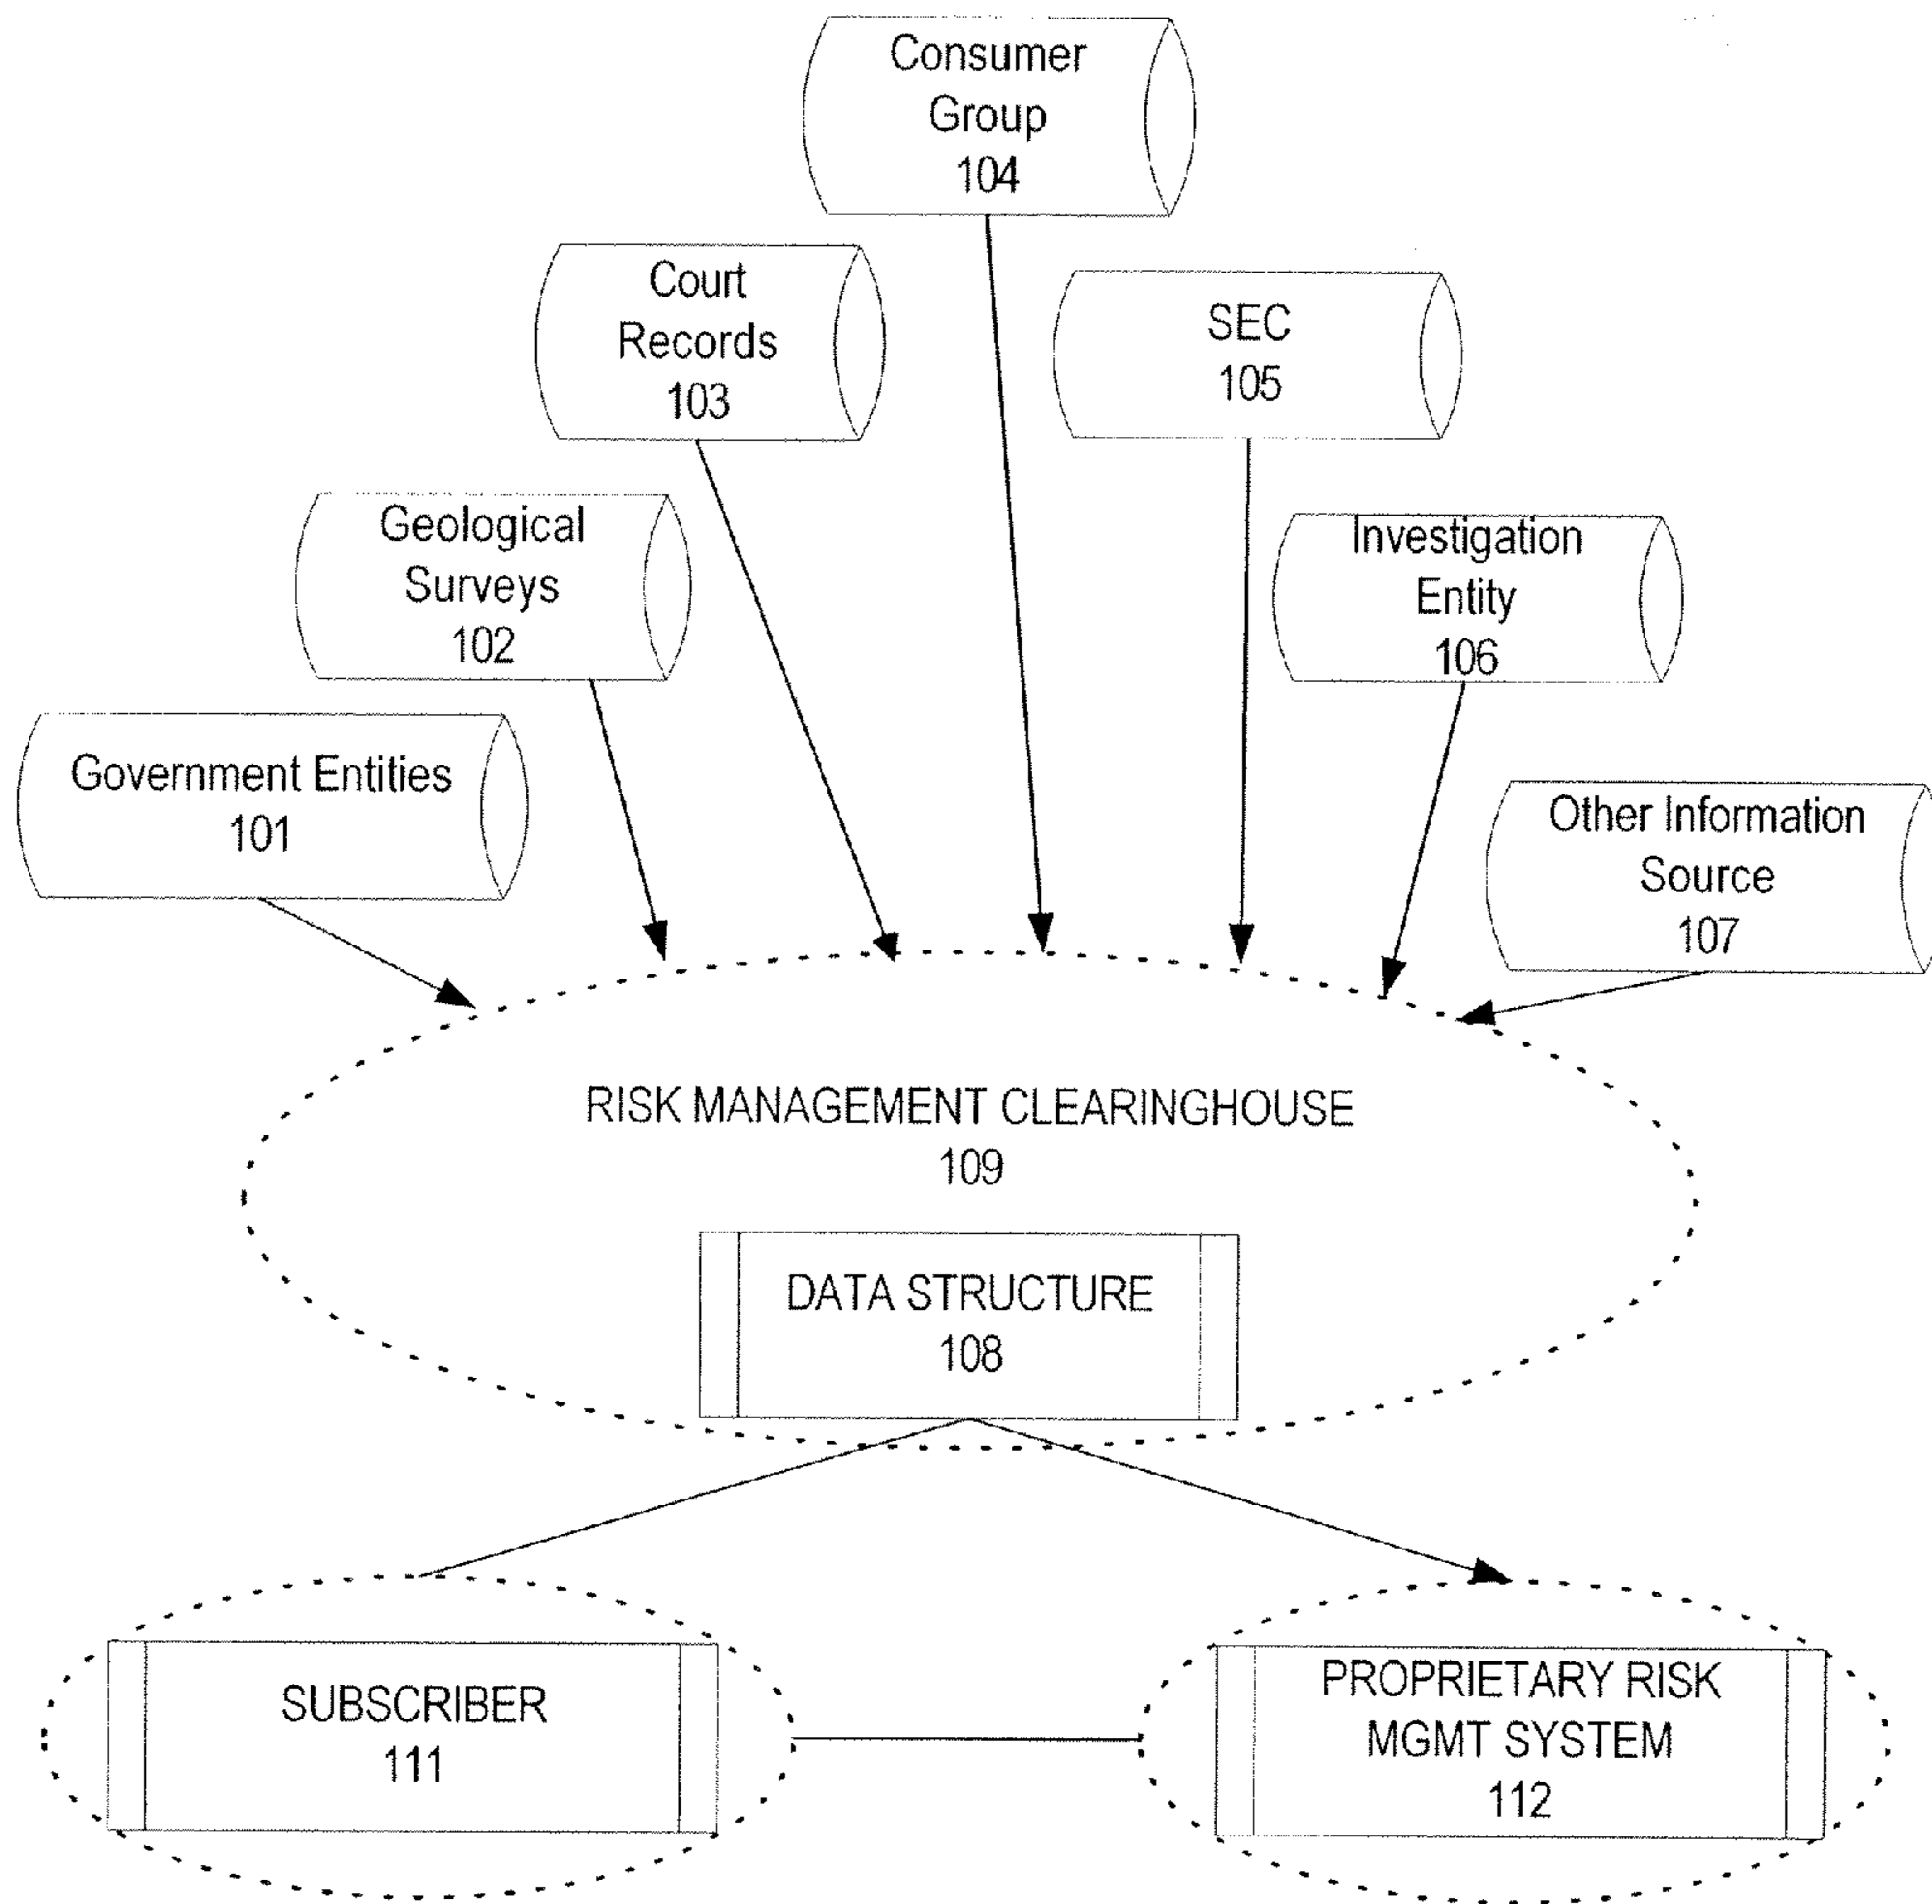 Consumer
Group
104
Court
Records
103
SEC
105
Geological
Surveys
102
Investigation
Entity
106
Government Entities
101
Other Information
Source
107
RISK MANAGEMENT CLEARINGHOUSE
109
DATA STRUCTURE
108
SUBSCRIBER
111
PROPRIETARY RISK
MGMT SYSTEM
112